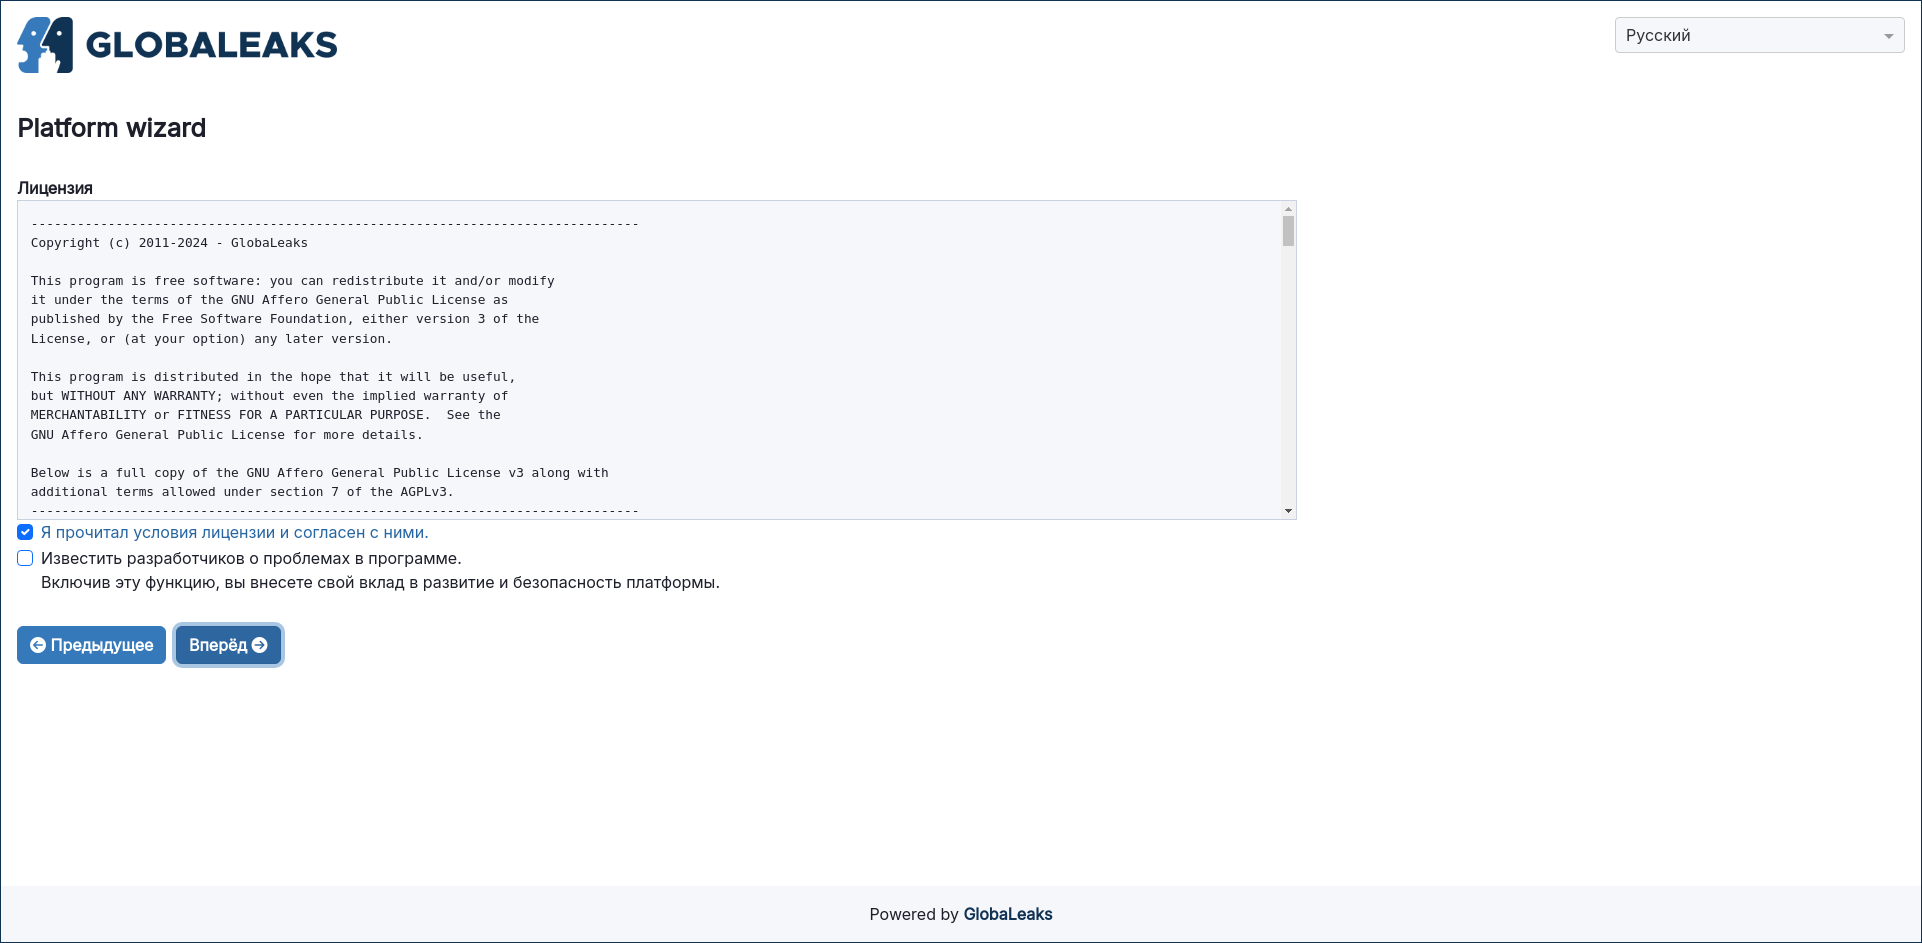 GLOBALEAKS
Русский
Platform wizard
Лицензия
-------------------------------------------------------------------------------
Copyright (c) 2011-2024 - GlobaLeaks
This program is free software: you can redistribute it and/or modify
it under the terms of the GNU Affero General Public License as
published by the Free Software Foundation, either version 3 of the
License, or (at your option) any later version.
This program is distributed in the hope that it will be useful,
but WITHOUT ANY WARRANTY; without even the implied warranty of
MERCHANTABILITY or FITNESS FOR A PARTICULAR PURPOSE.  See the
GNU Affero General Public License for more details.
Below is a full copy of the GNU Affero General Public License v3 along with
additional terms allowed under section 7 of the AGPLv3.
-------------------------------------------------------------------------------
Я прочитал условия лицензии и согласен с ними.
Известить разработчиков о проблемах в программе.
Включив эту функцию, вы внесете свой вклад в развитие и безопасность платформы.
Предыдущее
Вперёд
Powered by GlobaLeaks